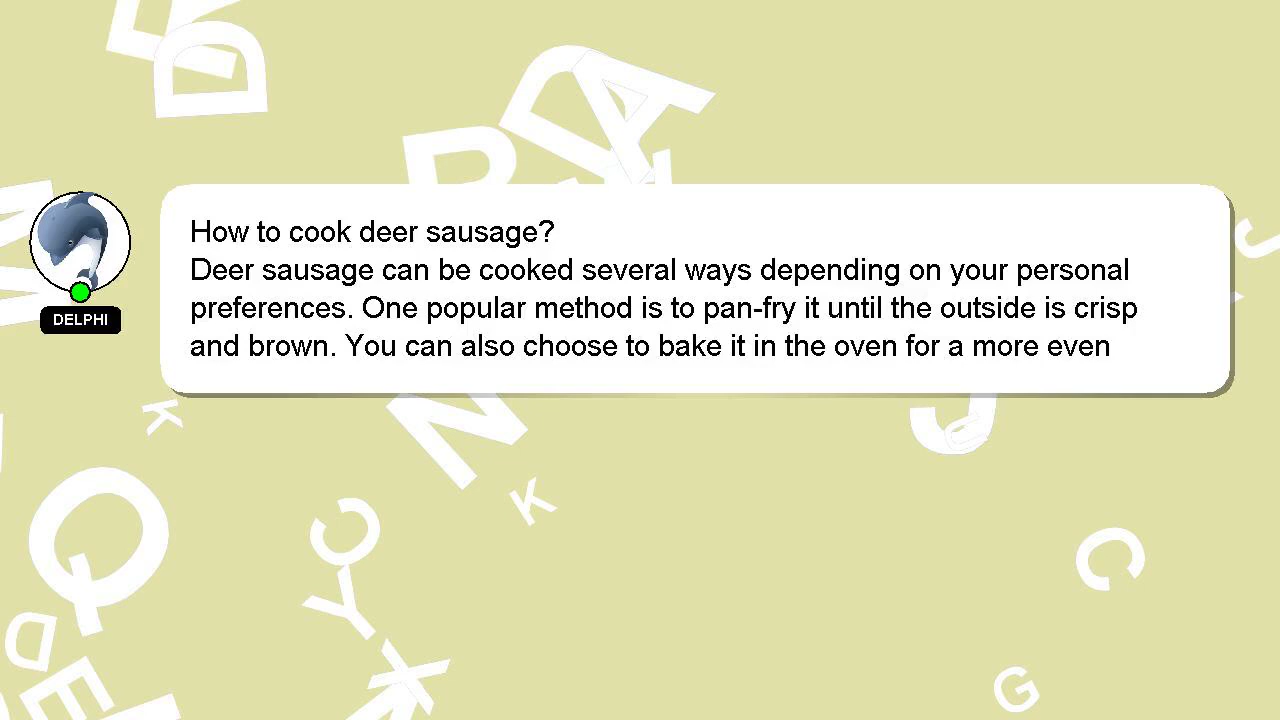 How to cook deer sausage?
Deer sausage can be cooked several ways depending on your personal
preferences. One popular method is to pan-fry it until the outside is crisp
and brown. You can also choose to bake it in the oven for a more even
DELPHI